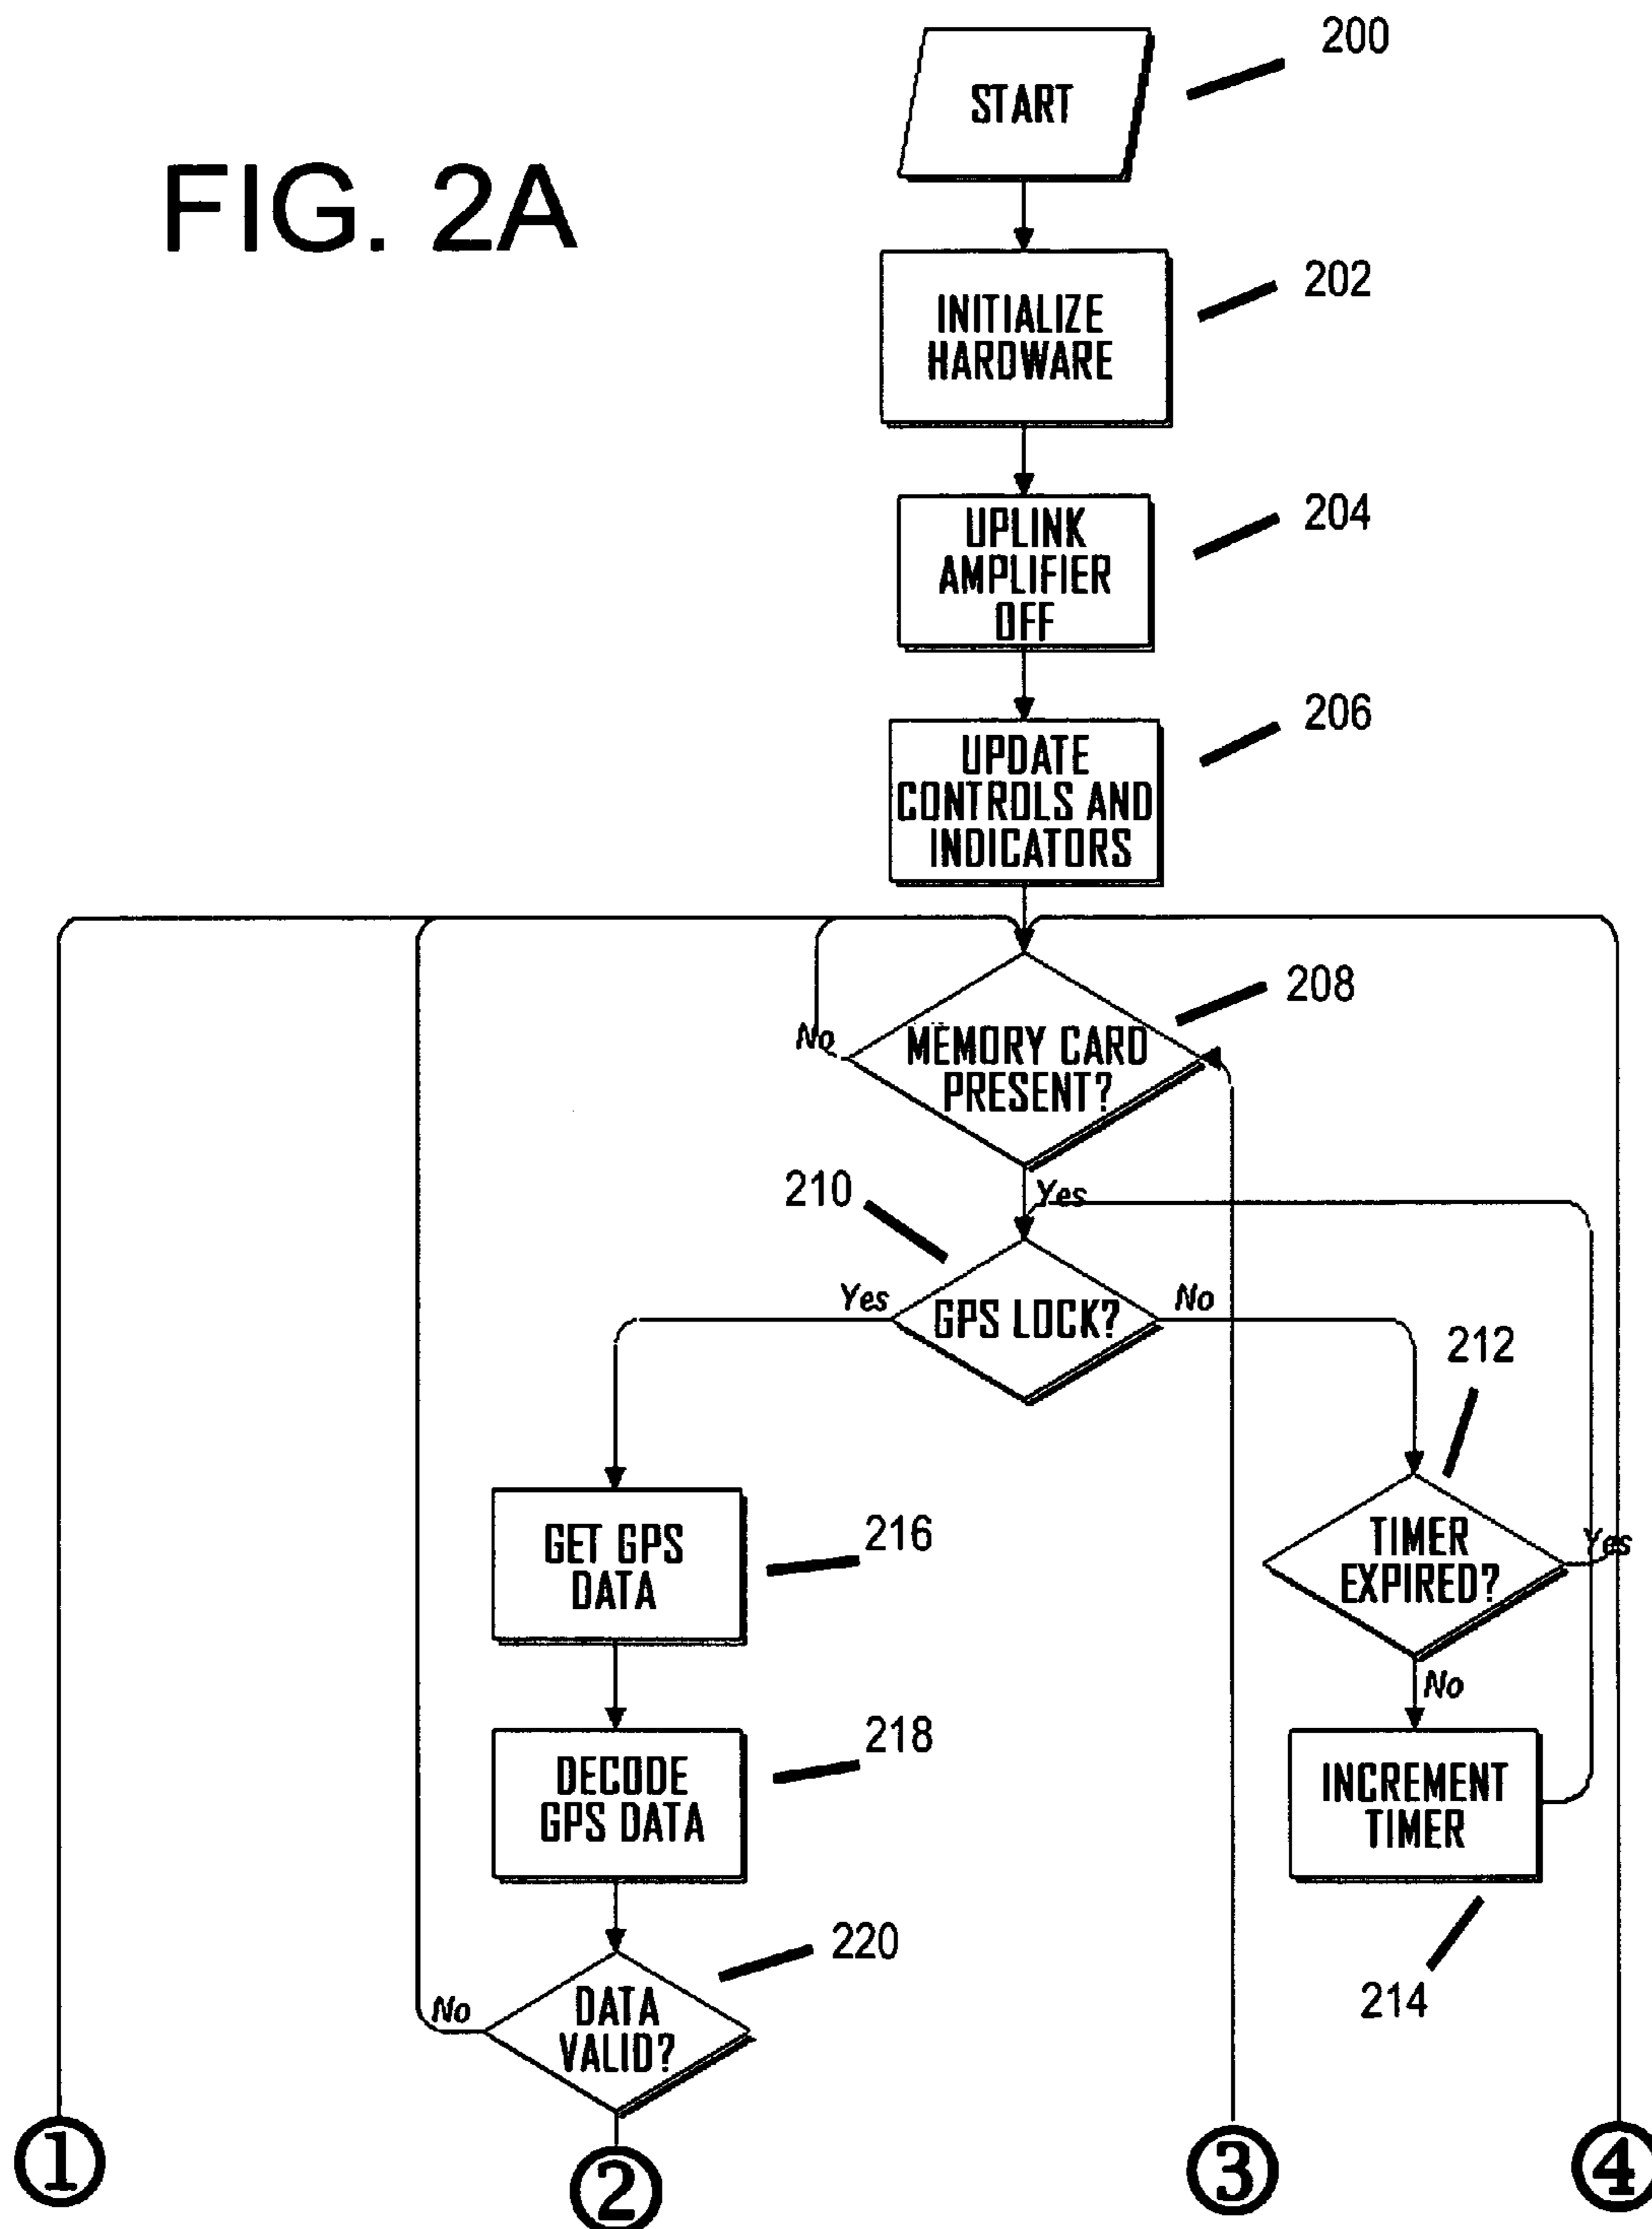 FIG. 2A
START
200
INITIALIZE
HARDWARE
202
UPLINK
AMPLIFIER
OFF
204
UPDATE
CONTROLS AND
INDICATORS
206
MEMORY CARD
PRESENT?
208
No
Yes
210
GPS LOCK?
Yes
No
212
TIMER
EXPIRED?
Yes
No
GET GPS
DATA
216
DECODE
GPS DATA
218
INCREMENT
TIMER
214
DATA
VALID?
220
No
1
2
3
4